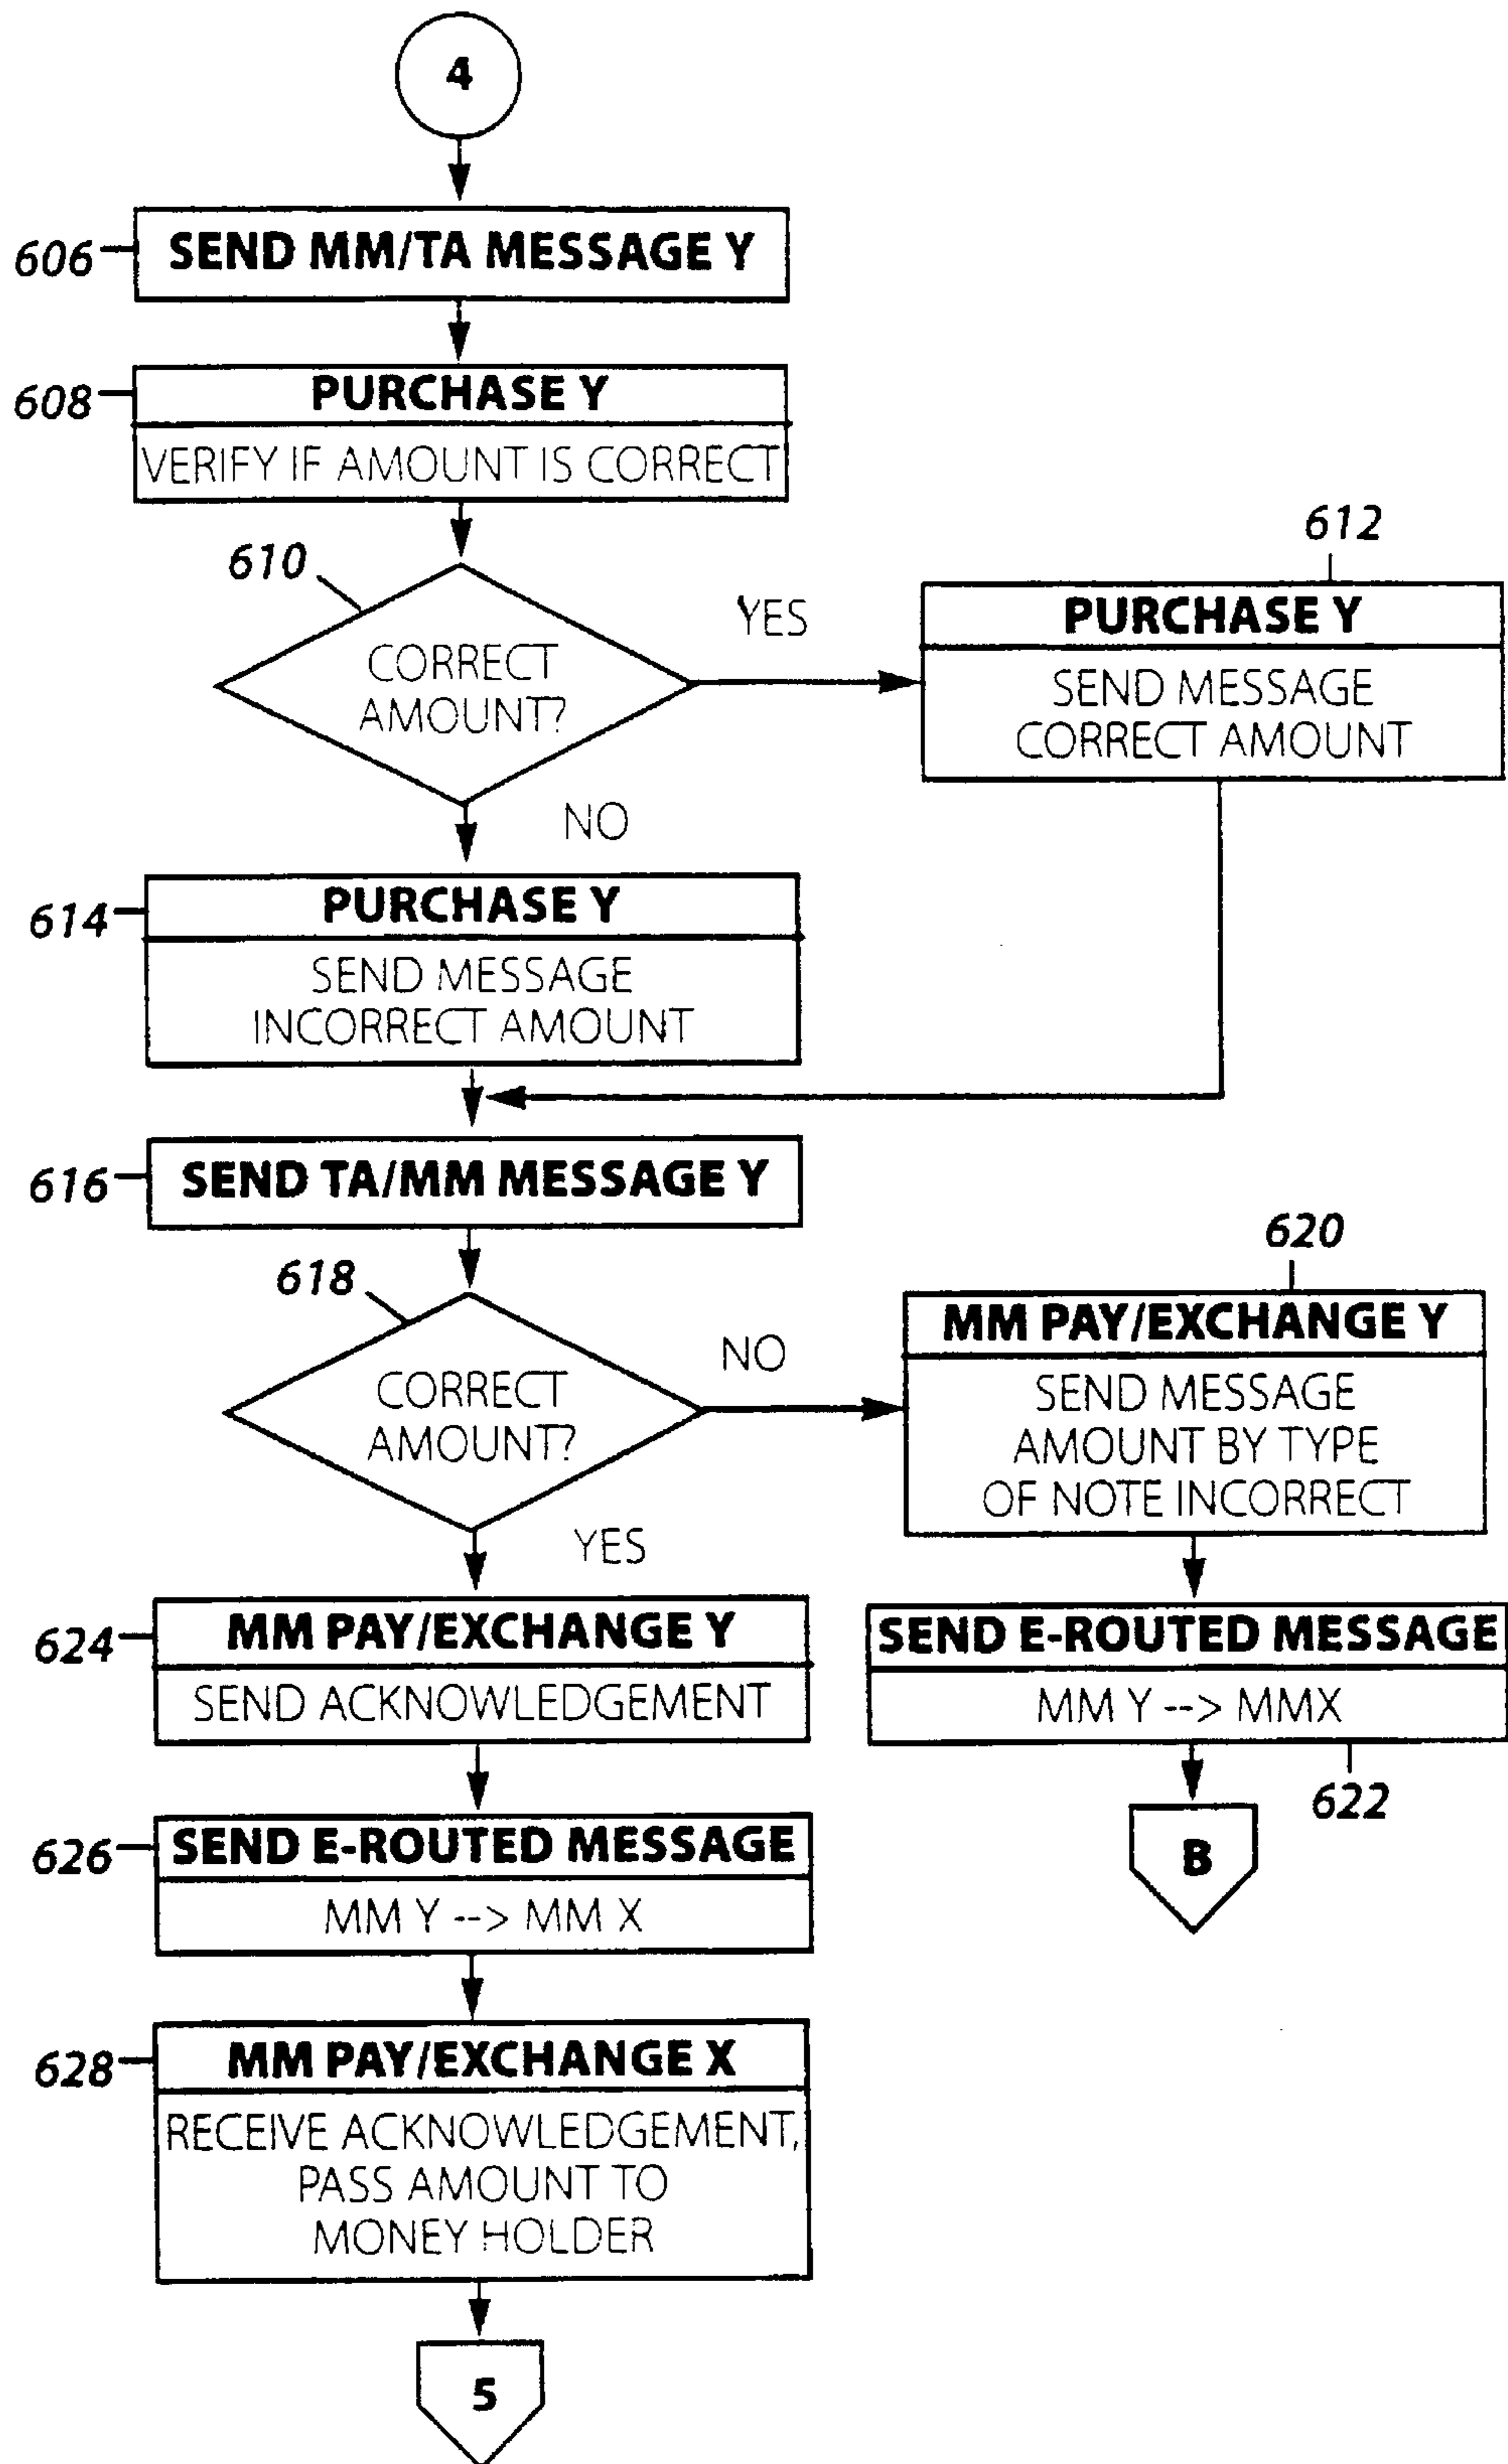 4
606
SEND MM/TA MESSAGE Y
608
PURCHASE Y
VERIFY IF AMOUNT IS CORRECT
610
CORRECT
AMOUNT?
YES
612
PURCHASE Y
SEND MESSAGE
CORRECT AMOUNT
NO
614
PURCHASE Y
SEND MESSAGE
INCORRECT AMOUNT
616
SEND TA/MM MESSAGE Y
618
CORRECT
AMOUNT?
NO
620
MM PAY/EXCHANGE Y
SEND MESSAGE
AMOUNT BY TYPE
OF NOTE INCORRECT
SEND E-ROUTED MESSAGE
MM Y --> MMX
622
B
YES
624
MM PAY/EXCHANGE Y
SEND ACKNOWLEDGEMENT
626
SEND E-ROUTED MESSAGE
MM Y --> MM X
628
MM PAY/EXCHANGE X
RECEIVE ACKNOWLEDGEMENT,
PASS AMOUNT TO
MONEY HOLDER
5